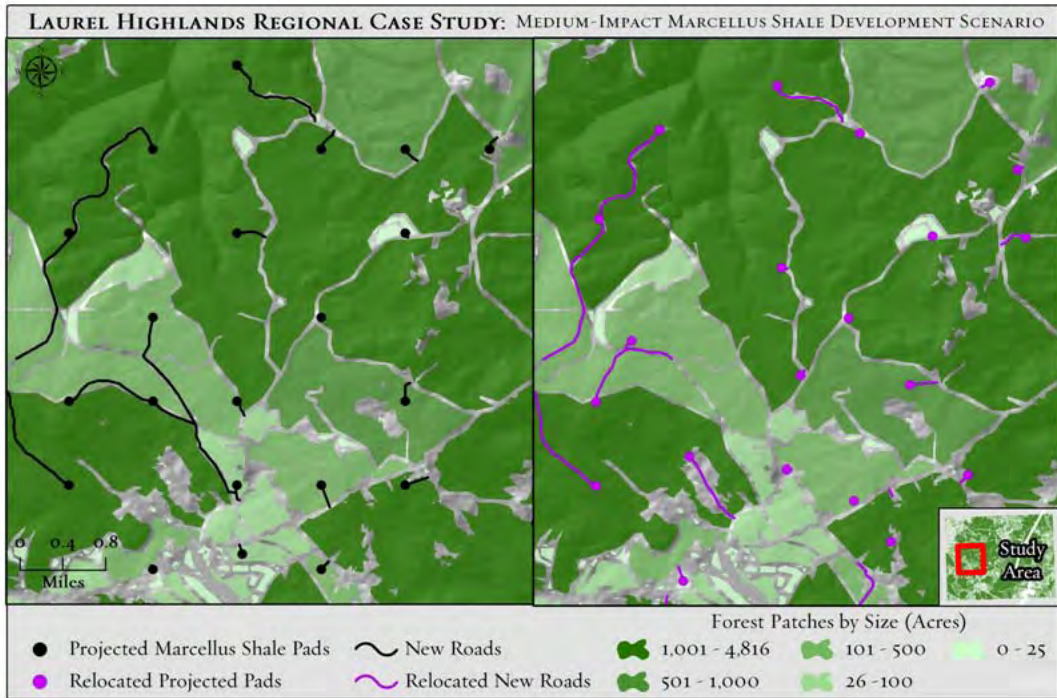 Laurel Highlands Regional Case Study: Medium-Impact Marcellus Shale Development Scenario
0 0.4 0.8
Miles
Study
Area
Forest Patches by Size (Acres)
Projected Marcellus Shale Pads New Roads 1,001 - 4,816 101 - 500 0 - 25
Relocated Projected Pads Relocated New Roads 501 - 1,000 26 -100